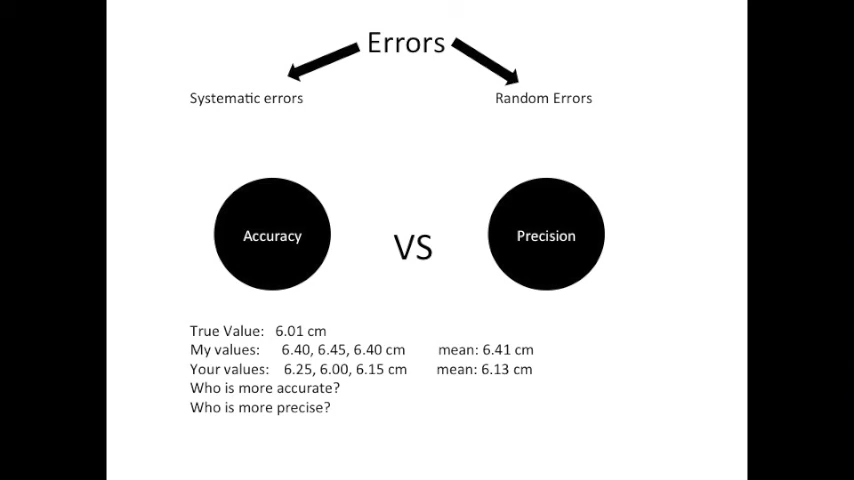 Errors
Systematic errors
Random Errors
Accuracy
VS
Precision
True Value: 6.01 cm
My values: 6.40, 6.45, 6.40 cm mean: 6.41 cm
Your values: 6.25, 6.00, 6.15 cm mean: 6.13 cm
Who is more accurate?
Who is more precise?